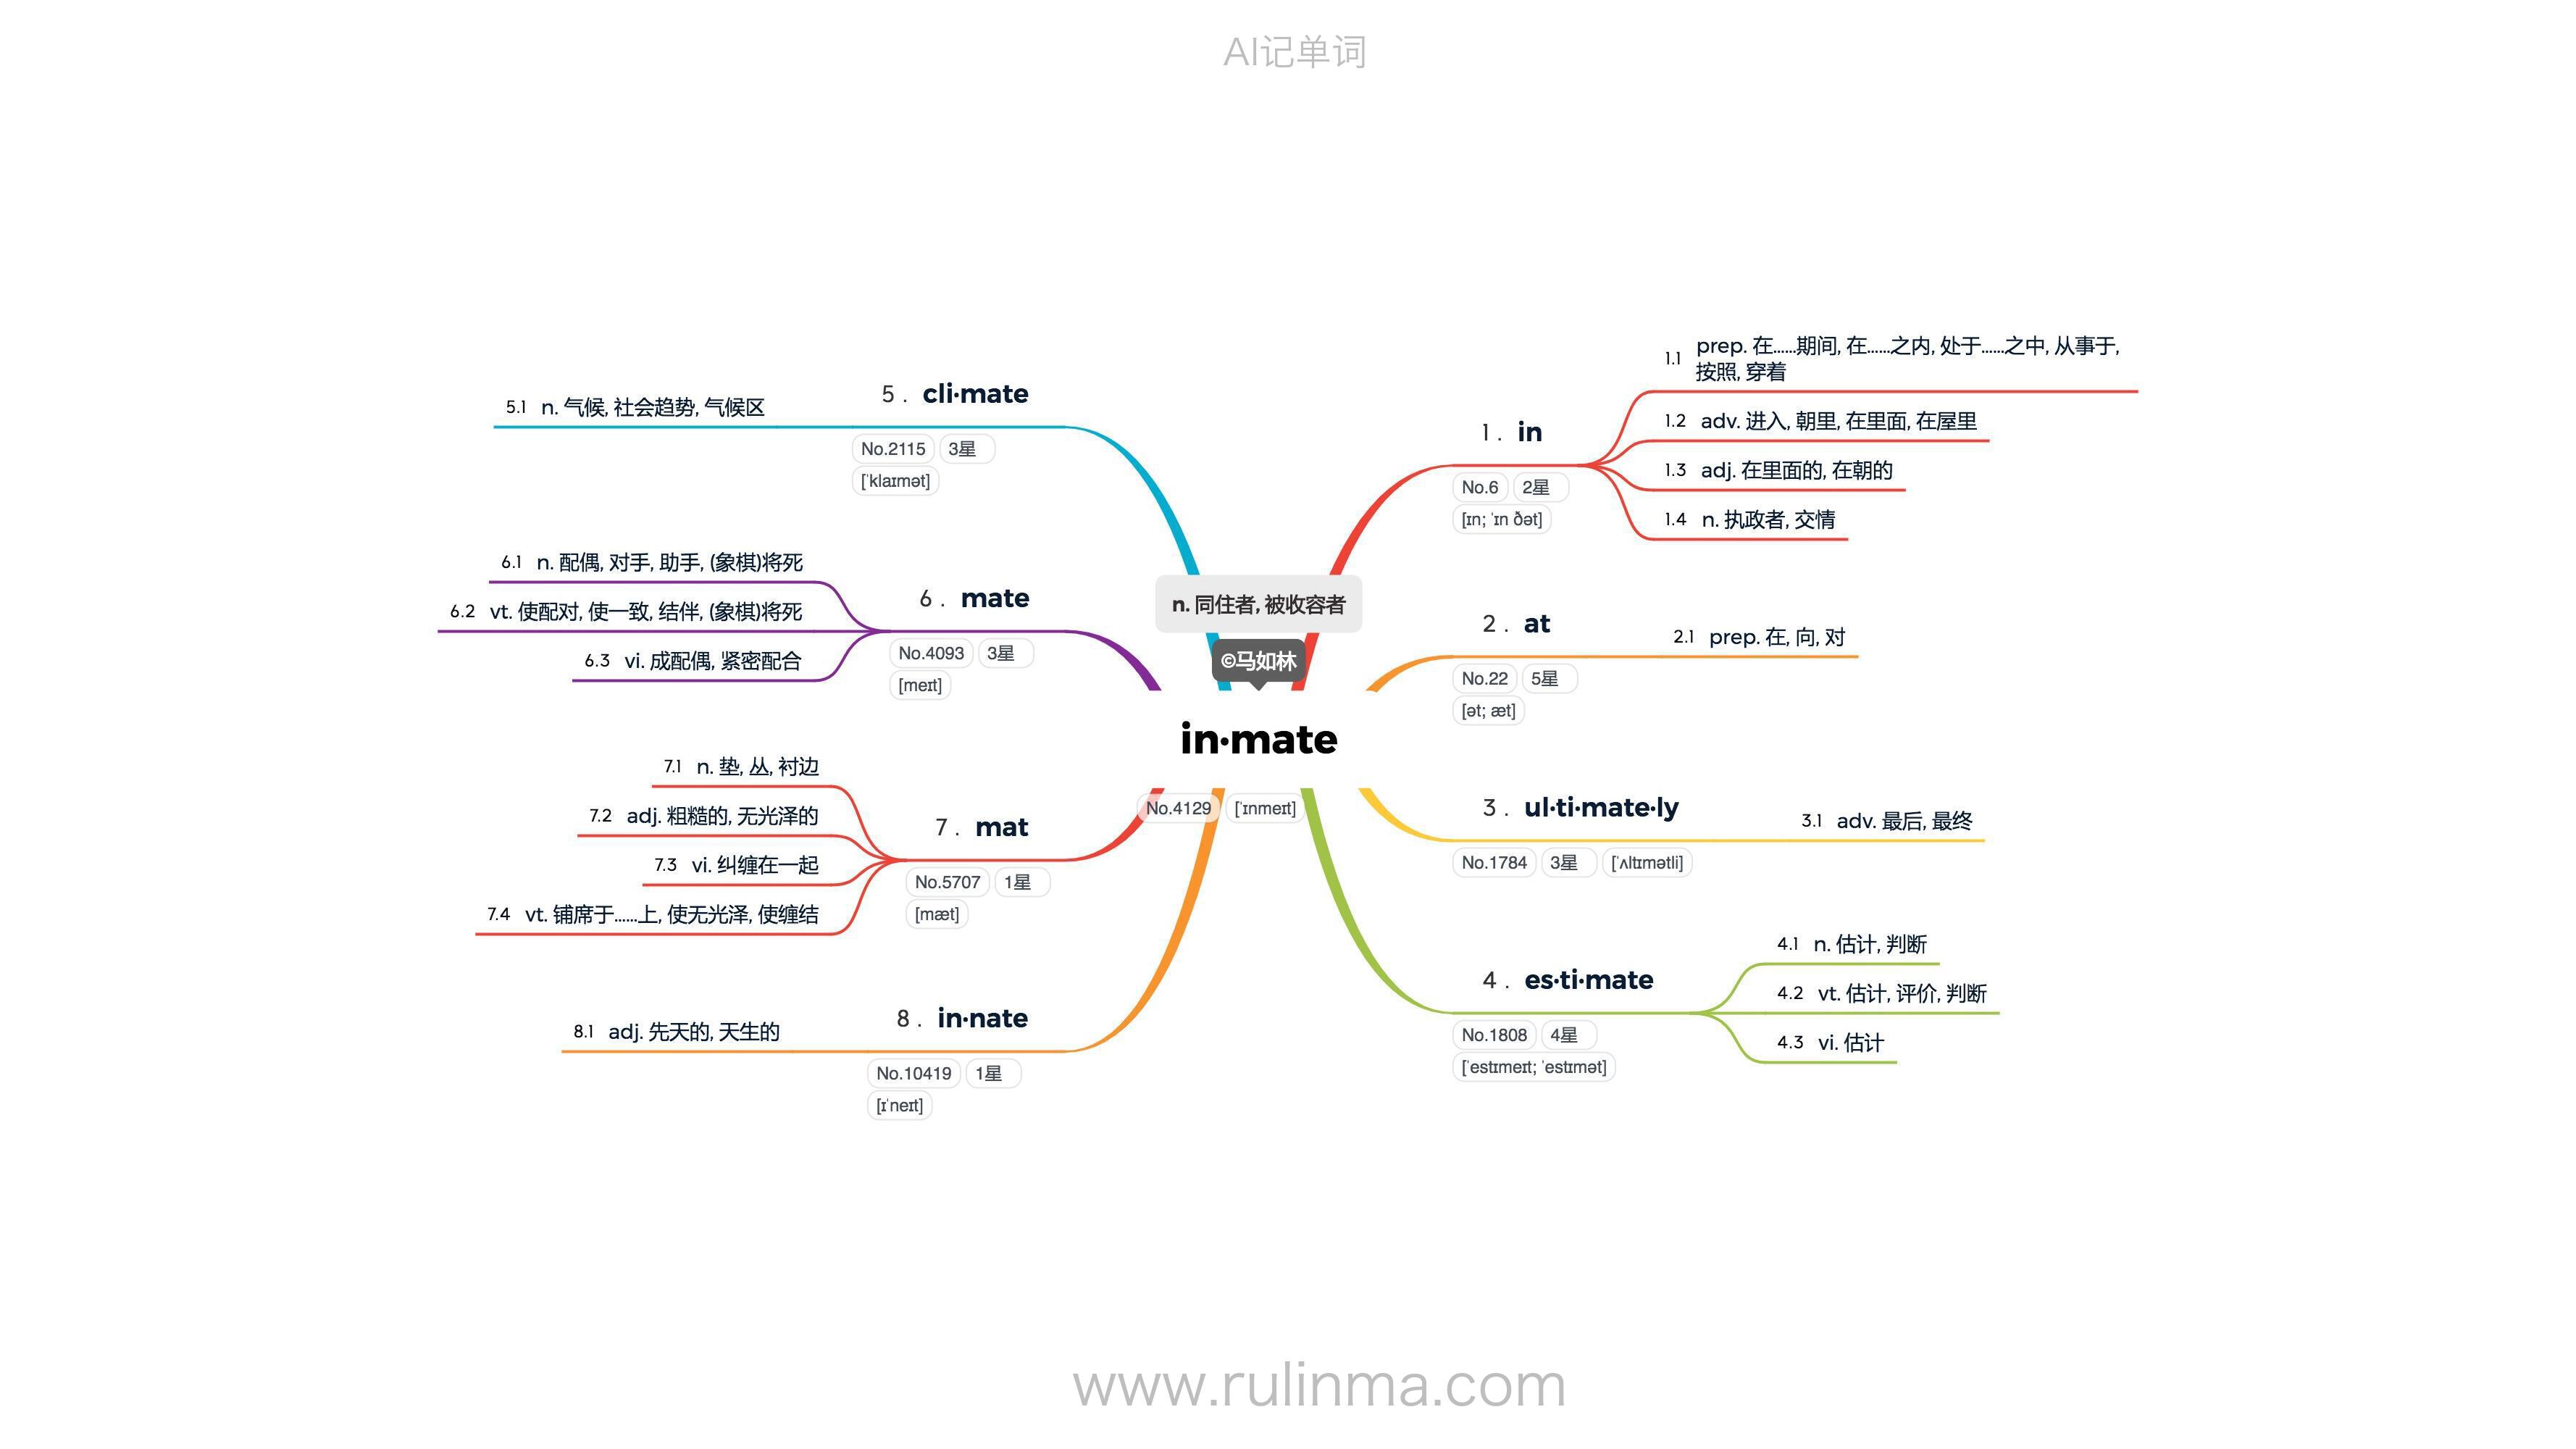 AI记单词
n. 同住者, 被收容者
©马如林
in·mate
No.4129 [ˈɪnmeɪt]
1 . in
No.6 2星
[ɪn; ˈɪn ðət]
1.1 prep. 在……期间, 在……之内, 处于……之中, 从事于,
按照, 穿着
1.2 adv. 进入, 朝里, 在里面, 在屋里
1.3 adj. 在里面的, 在朝的
1.4 n. 执政者, 交情
2 . at
No.22 5星
[ət; æt]
2.1 prep. 在, 向, 对
3 . ul·ti·mate·ly
No.1784 3星 [ˈʌltɪmətli]
3.1 adv. 最后, 最终
4 . es·ti·mate
No.1808 4星
[ˈestɪmeɪt; ˈestɪmət]
4.1 n. 估计, 判断
4.2 vt. 估计, 评价, 判断
4.3 vi. 估计
5 . cli·mate
No.2115 3星
[ˈklaɪmət]
5.1 n. 气候, 社会趋势, 气候区
6 . mate
No.4093 3星
[meɪt]
6.1 n. 配偶, 对手, 助手, (象棋)将死
6.2 vt. 使配对, 使一致, 结伴, (象棋)将死
6.3 vi. 成配偶, 紧密配合
7 . mat
No.5707 1星
[mæt]
7.1 n. 垫, 丛, 衬边
7.2 adj. 粗糙的, 无光泽的
7.3 vi. 纠缠在一起
7.4 vt. 铺席于……上, 使无光泽, 使缠结
8 . in·nate
No.10419 1星
[ɪˈneɪt]
8.1 adj. 先天的, 天生的
www.rulinma.com